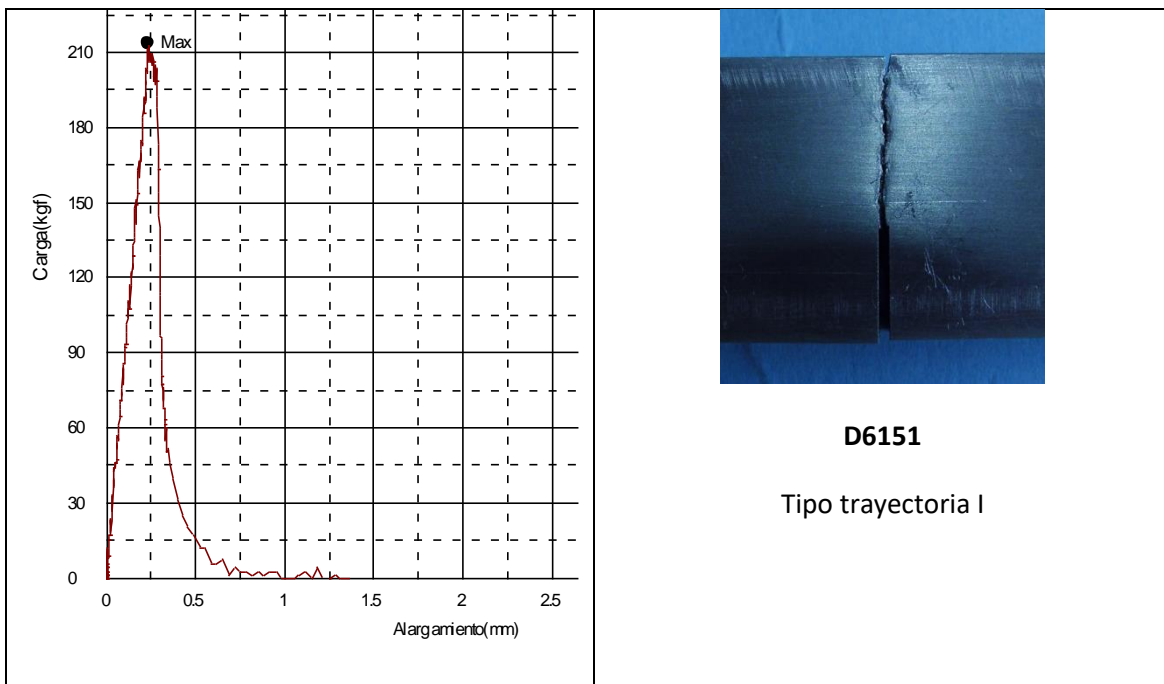 Max
210
180
150
120
90
60
30
0
Carga(kgf)
0 0.5 1 1.5 2 2.5
Alargamiento(mm)
D6151
Tipo trayectoria I